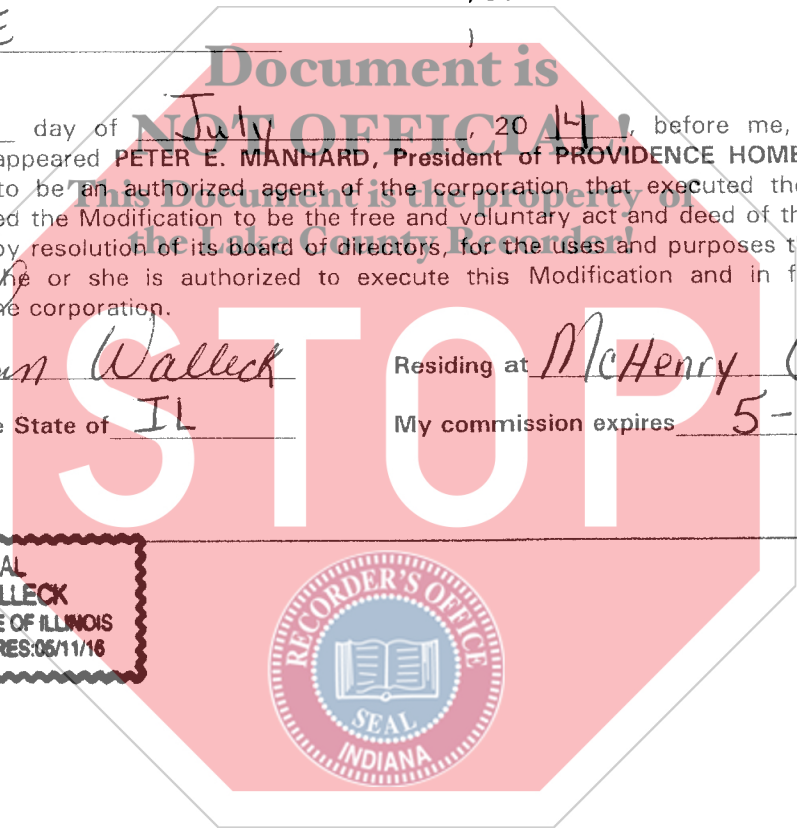 E )
Document is
day of July, 20 14, before me,
NOT OFFICIAL!
appeared PETER E. MANHARD, President of PROVIDENCE HOME
to be an authorized agent of the corporation that executed the
This Document is the property of
ed the Modification to be the free and voluntary act and deed of th
by resolution of its board of directors, for the uses and purposes t
the Lake County Recorder!
he or she is authorized to execute this Modification and in f
e corporation.
Walleck Residing at McHenry
e State of IL My commission expires 5-
STOP
AL
LLECK
E OF ILLINOIS
RES:05/11/16
RECORDER'S OFFICE
SEAL
INDIANA